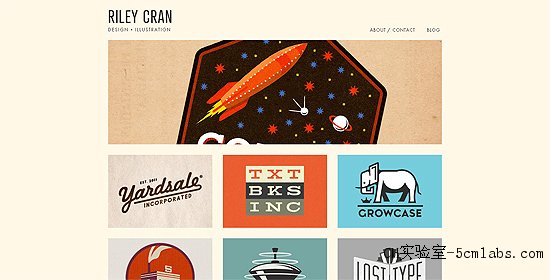 RILEY CRAN
DESIGN • ILLUSTRATION
ABOUT / CONTACT
BLOG
EST. 2011
Yardsale
INCORPORATED
TXT
BKS
INC
GROWCASE
LOST TYPE
实验室-5cmlabs.com